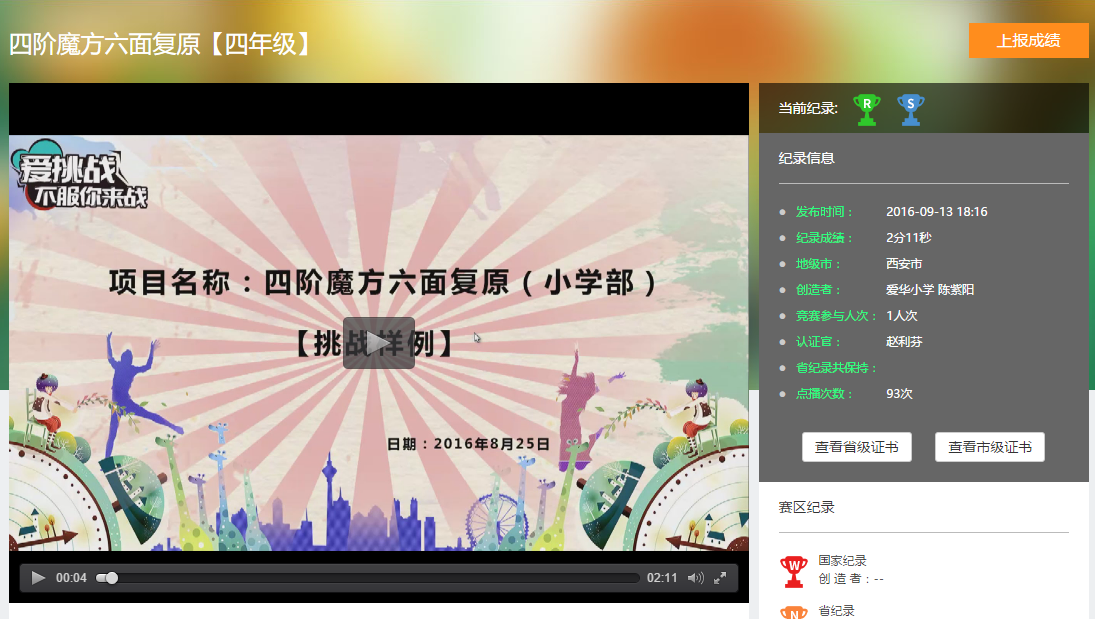 四阶魔方六面复原【四年级】
上报成绩
爱挑战
不服你来战
项目名称：四阶魔方六面复原（小学部）
【挑战样例】
日期：2016年8月25日
00:04
02:11
当前纪录:
R
S
纪录信息
发布时间： 2016-09-13 18:16
纪录成绩： 2分11秒
地级市： 西安市
创造者： 爱华小学 陈紫阳
竞赛参与人次： 1人次
认证官： 赵利芬
省纪录共保持：
点播次数： 93次
查看省级证书
查看市级证书
赛区纪录
W
国家纪录
创 造 者：--
N
省纪录